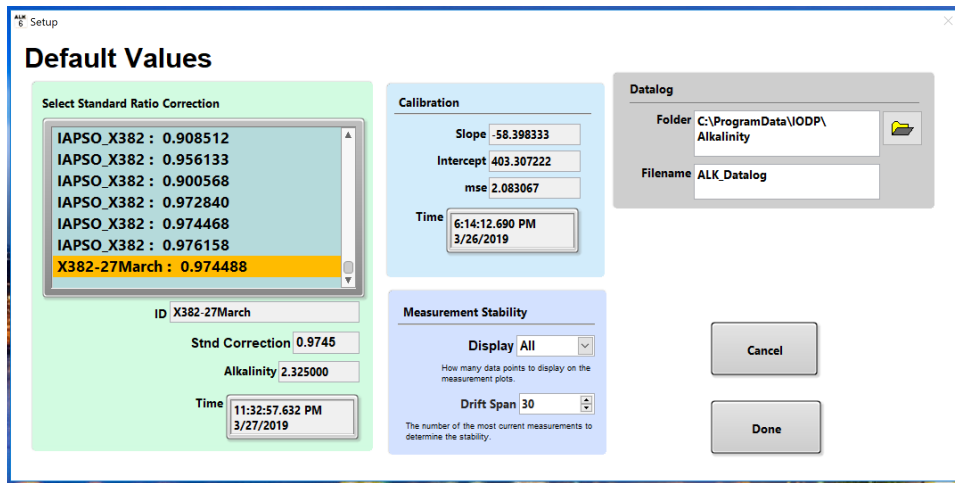 ALK
6 Setup
Default Values
Select Standard Ratio Correction
IAPSO_X382 : 0.908512
IAPSO_X382 : 0.956133
IAPSO_X382 : 0.900568
IAPSO_X382 : 0.972840
IAPSO_X382 : 0.974468
IAPSO_X382 : 0.976158
X382-27March : 0.974488
ID X382-27March
Stnd Correction 0.9745
Alkalinity 2.325000
Time 11:32:57.632 PM
3/27/2019
Calibration
Slope -58.398333
Intercept 403.307222
mse 2.083067
Time 6:14:12.690 PM
3/26/2019
Measurement Stability
Display All
How many data points to display on the
measurement plots.
Drift Span 30
The number of the most current measurements to
determine the stability.
Datalog
Folder C:\ProgramData\IODP\
Alkalinity
Filename ALK_Datalog
Cancel
Done